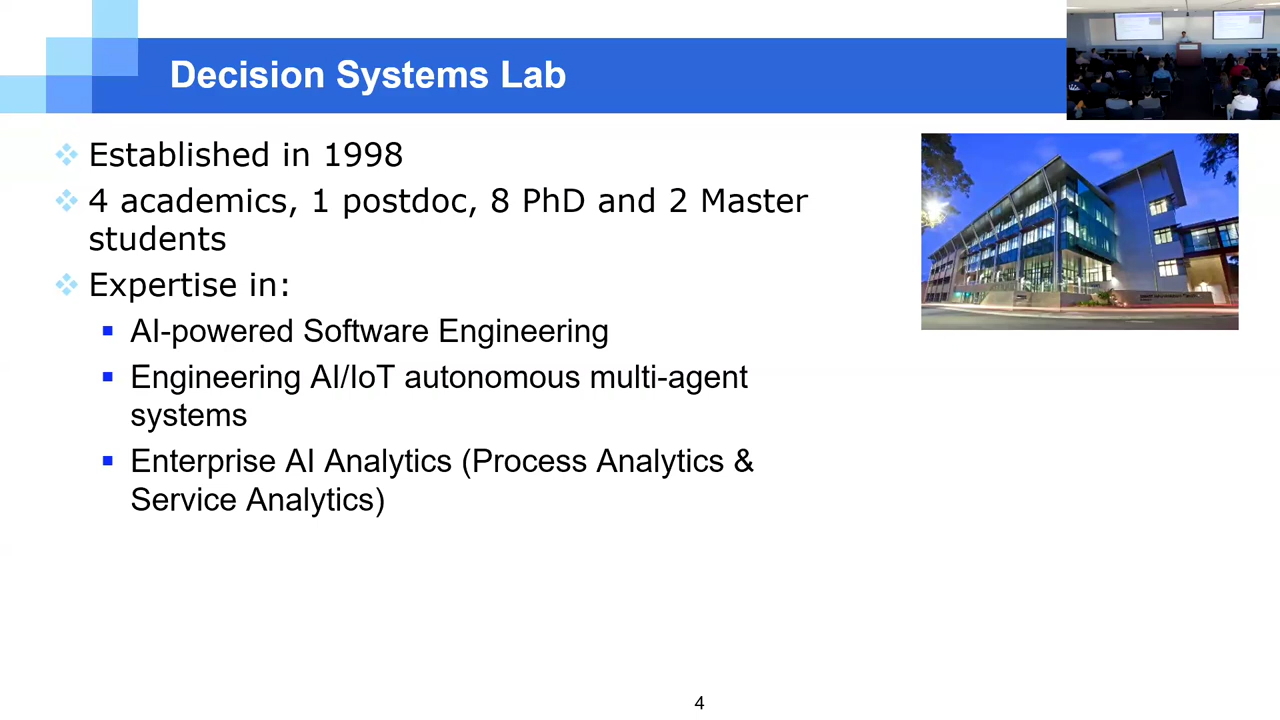 Decision Systems Lab
Established in 1998
4 academics, 1 postdoc, 8 PhD and 2 Master
students
Expertise in:
AI-powered Software Engineering
Engineering AI/IoT autonomous multi-agent
systems
Enterprise AI Analytics (Process Analytics &
Service Analytics)
4